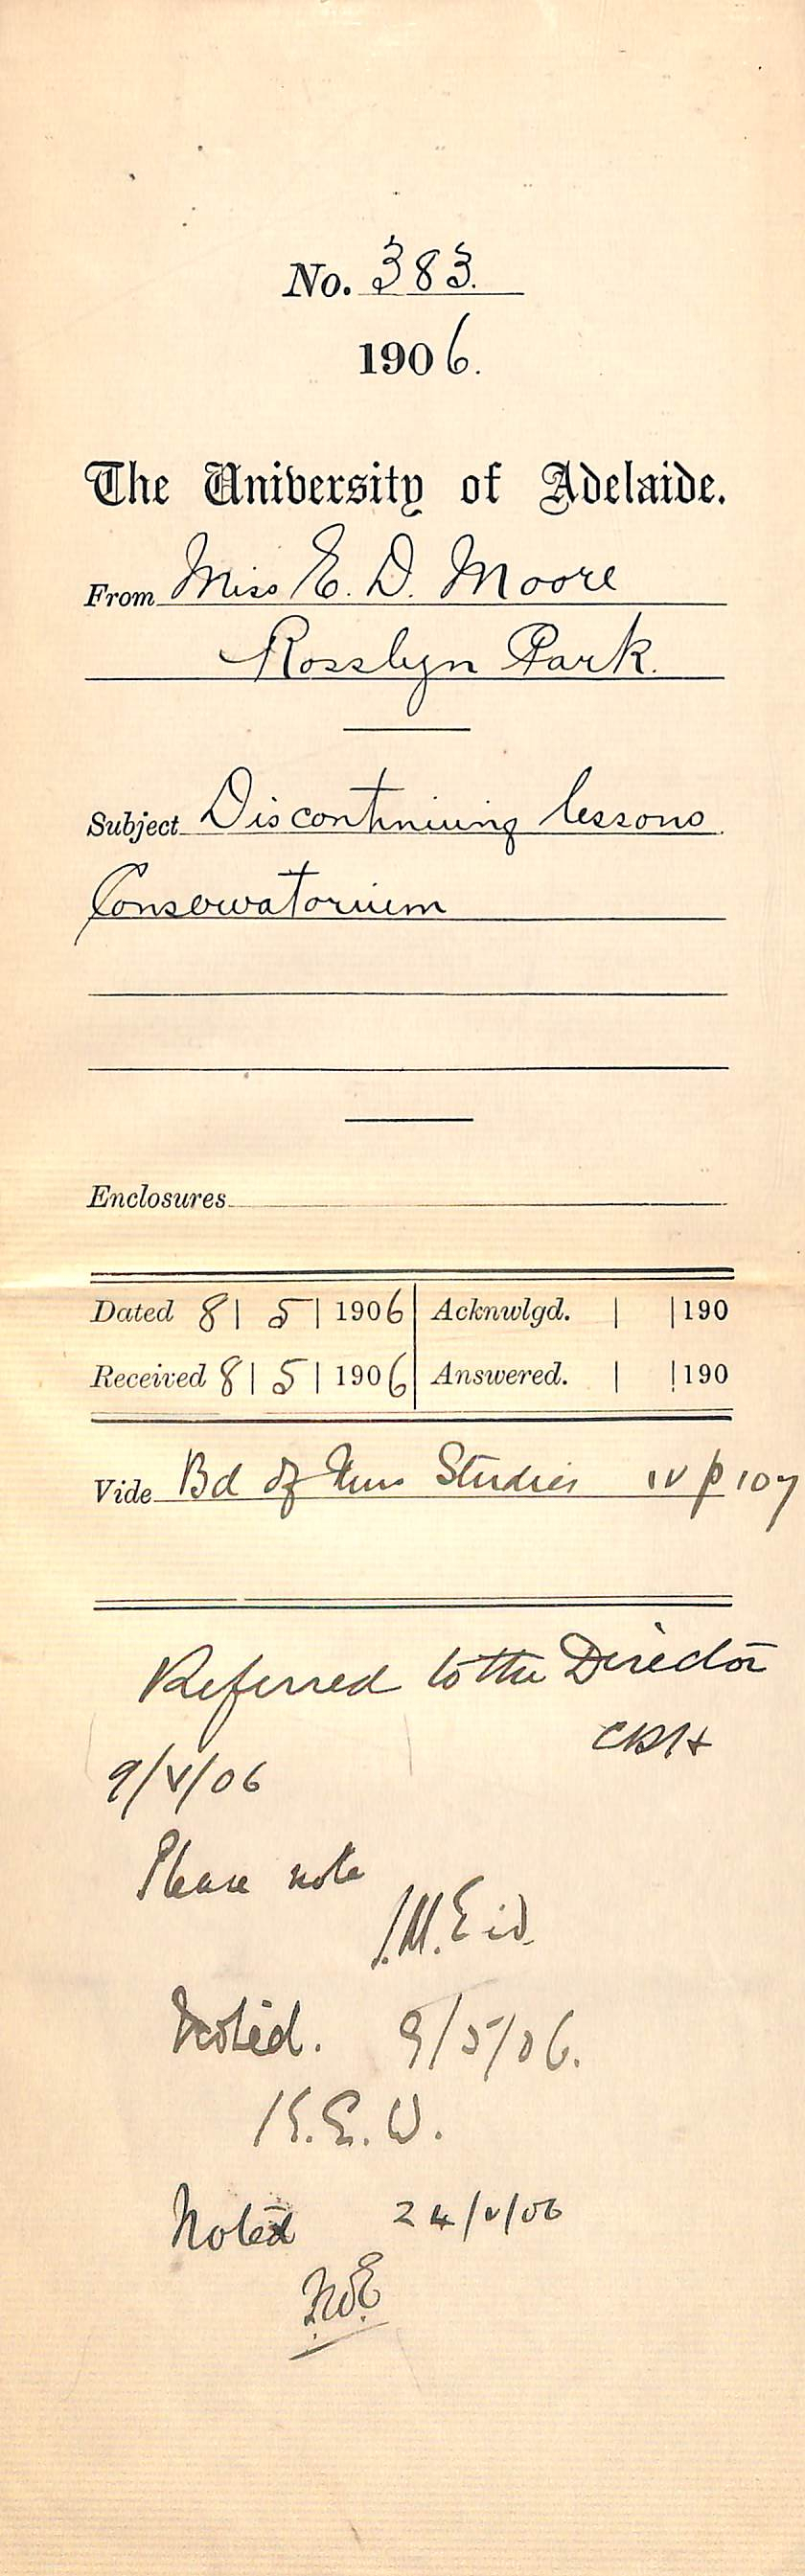 No. 383.
1906.
The University of Adelaide.
From Miss E. D. Moore
Rosslyn Park.
Subject Discontinuing lessons
Conservatorium
Enclosures
Dated 8 | 5 | 1906 Acknwlgd. | | 190
Received 8 | 5 | 1906 Answered. | | 190
Vide Bd of Mus Studies IV p 107
Referred to the Director
9/V/06
Please note
Noted. 9/5/06.
Noted 24/V/06